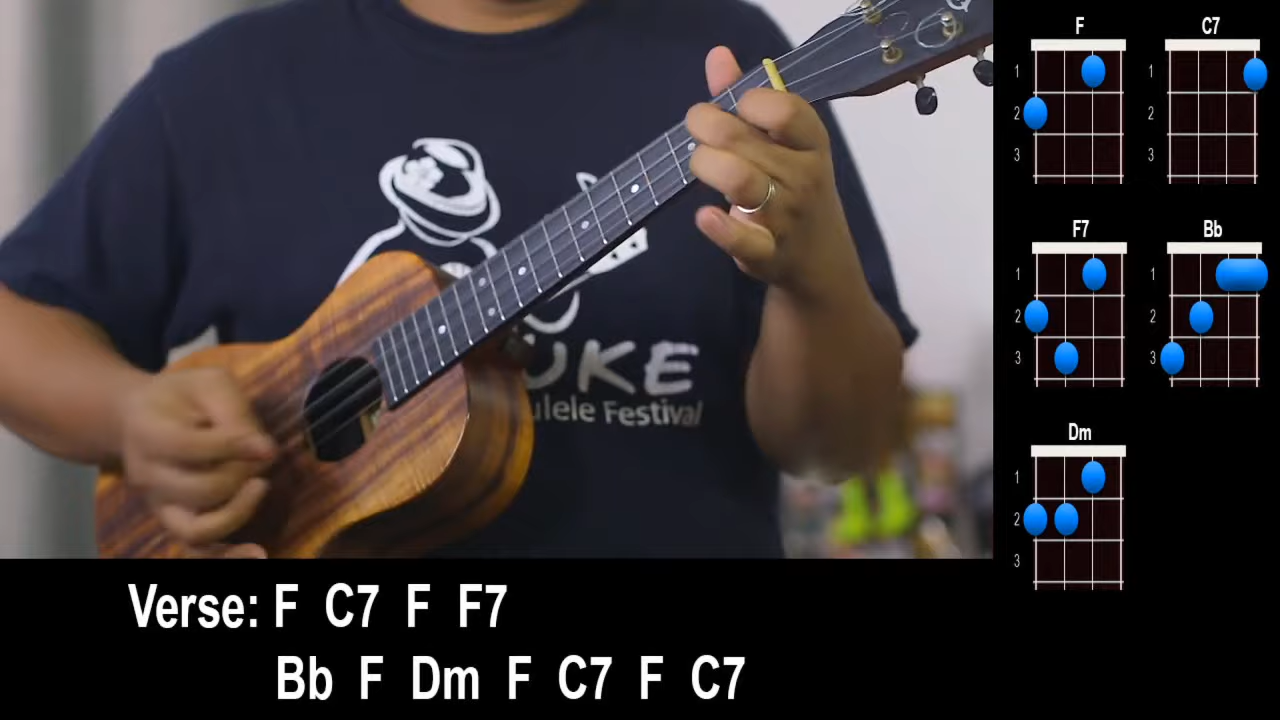 F C7
1 1
2 2
3 3
F7 Bb
1 1
2 2
3 3
Dm
1
2
3
UKE
ulele Festival
Verse: F C7 F F7
Bb F Dm F C7 F C7